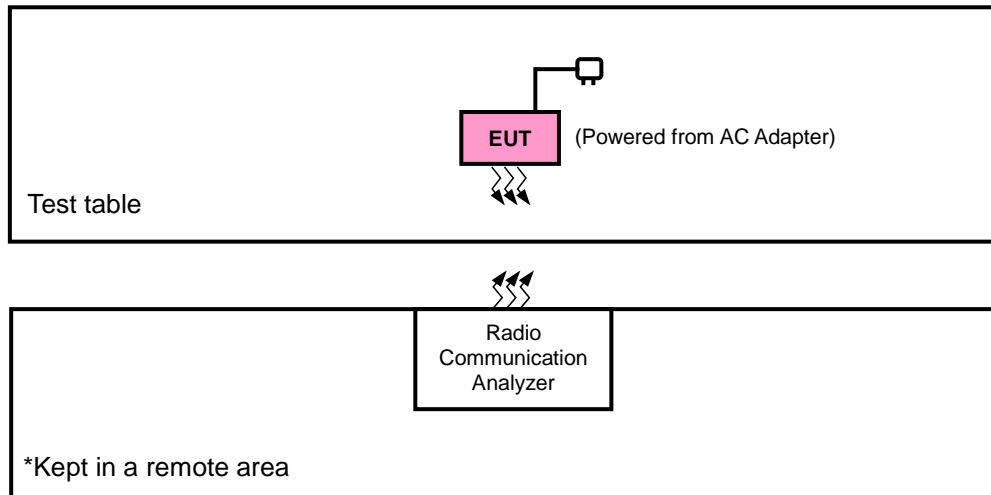 EUT
(Powered from AC Adapter)
Test table
Radio
Communication
Analyzer
*Kept in a remote area